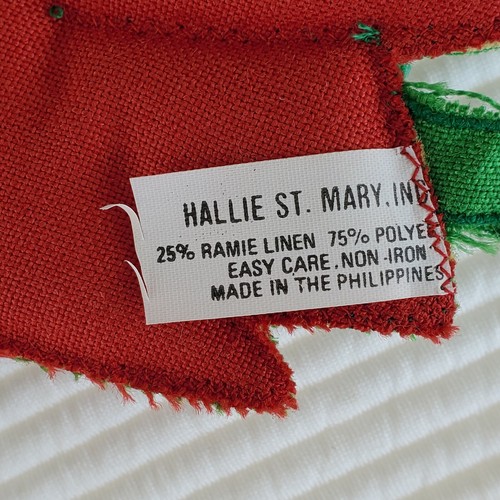 HALLIE ST. MARY, INC
25% RAMIE LINEN 75% POLYE
EASY CARE, NON-IRON
MADE IN THE PHILIPPINES